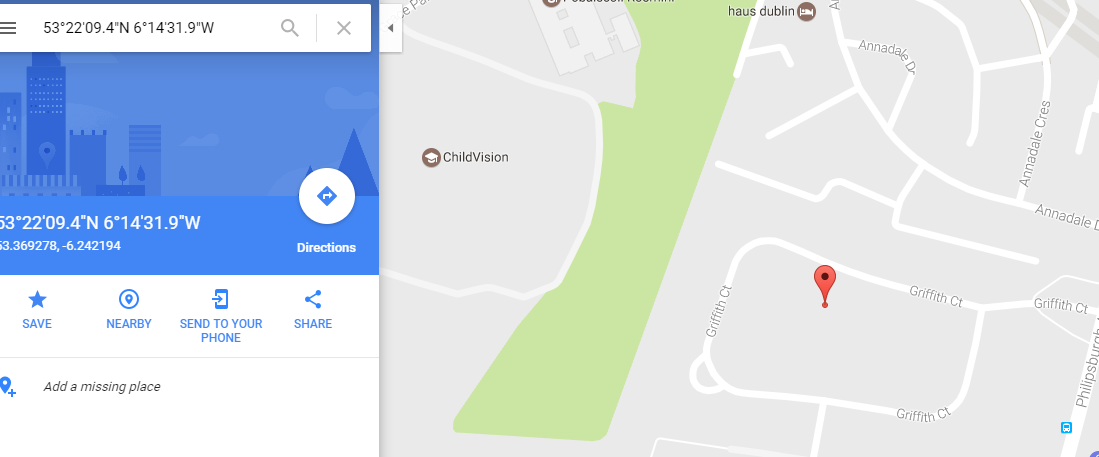 53°22'09.4"N 6°14'31.9"W
53°22'09.4"N 6°14'31.9"W
53.369278, -6.242194
Directions
SAVE
NEARBY
SEND TO YOUR
PHONE
SHARE
Add a missing place
haus dublin
Annadale Dr
ChildVision
Annadale Cres
Annadale D
Griffith Ct
Griffith Ct
Griffith Ct
Griffith Ct
Philipsburgh